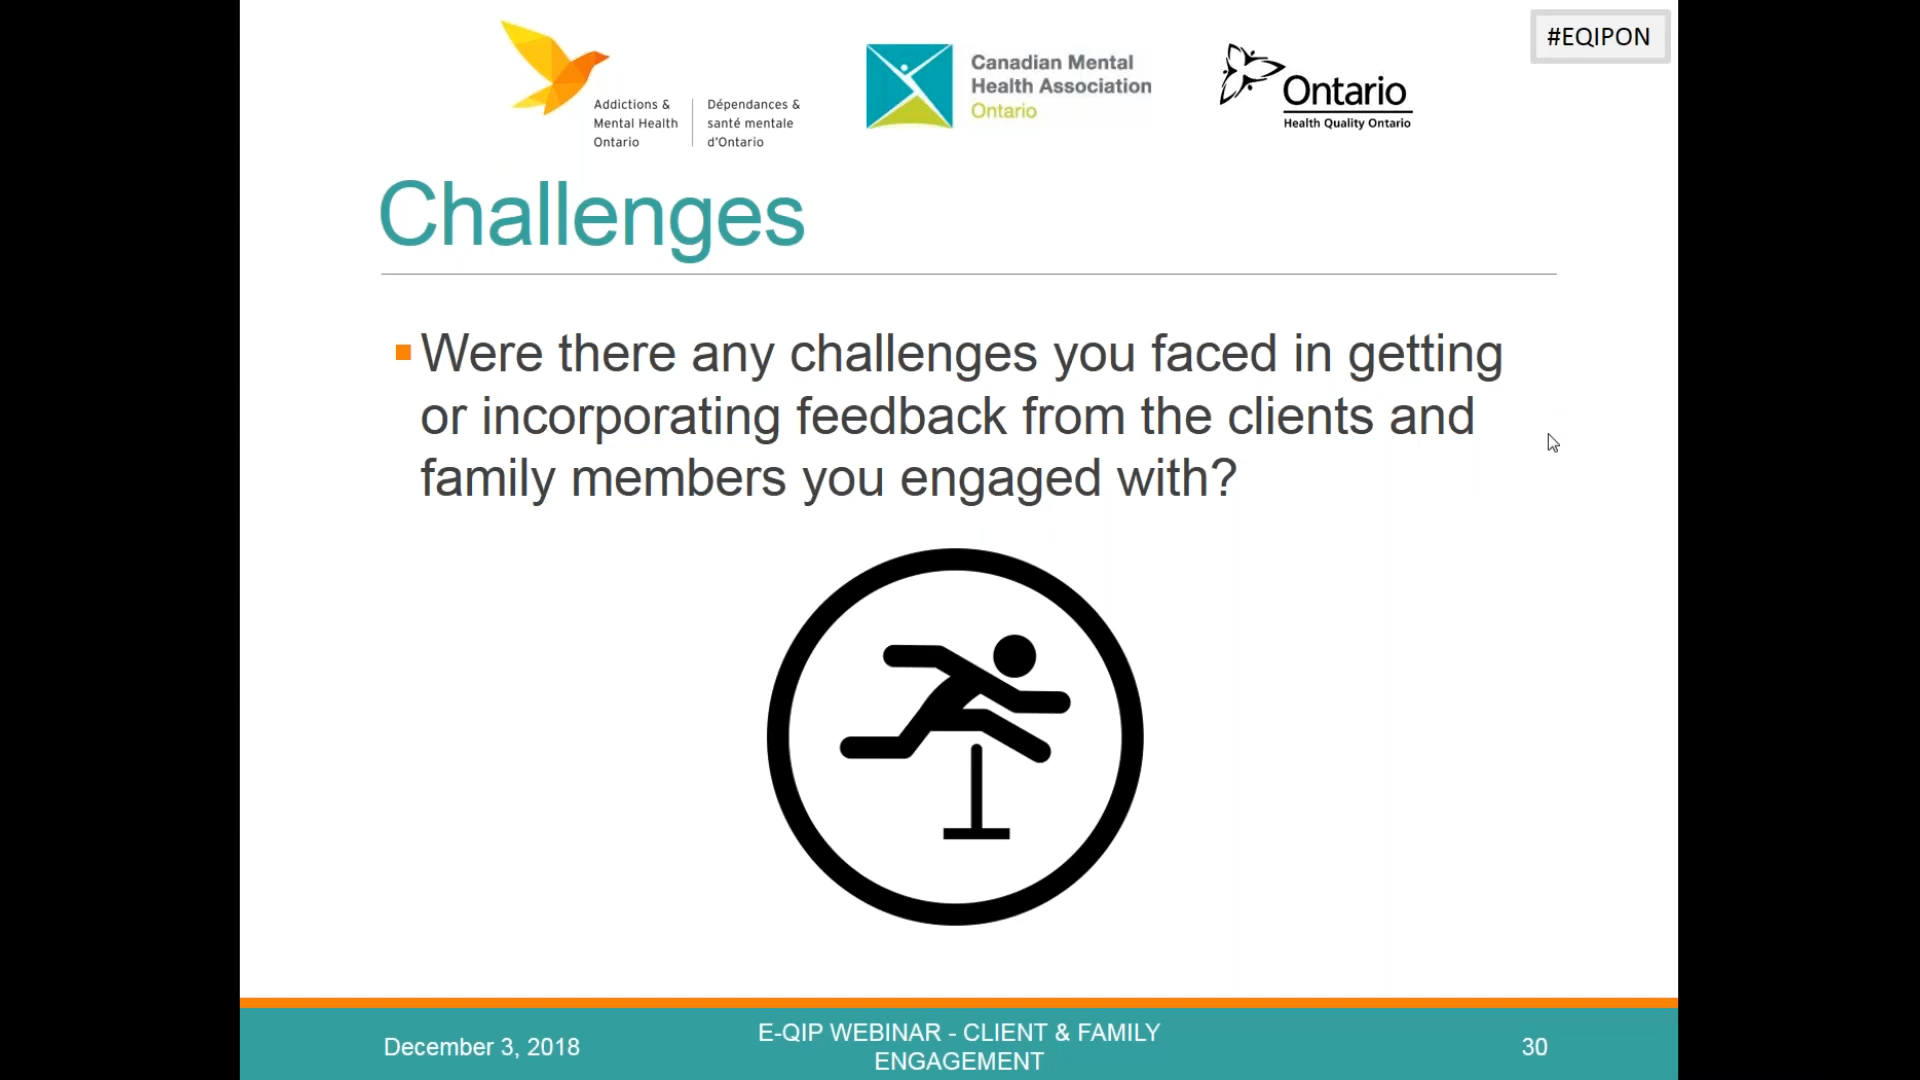 #EQIPON
Addictions &
Mental Health
Ontario
Dépendances &
santé mentale
d'Ontario
Canadian Mental
Health Association
Ontario
Ontario
Health Quality Ontario
Challenges
Were there any challenges you faced in getting
or incorporating feedback from the clients and
family members you engaged with?
December 3, 2018
E-QIP WEBINAR - CLIENT & FAMILY
ENGAGEMENT
30